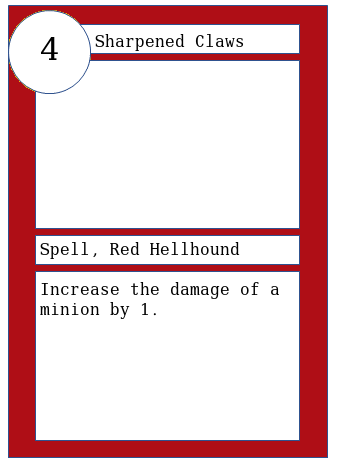 4
Sharpened Claws
Spell, Red Hellhound
Increase the damage of a
minion by 1.